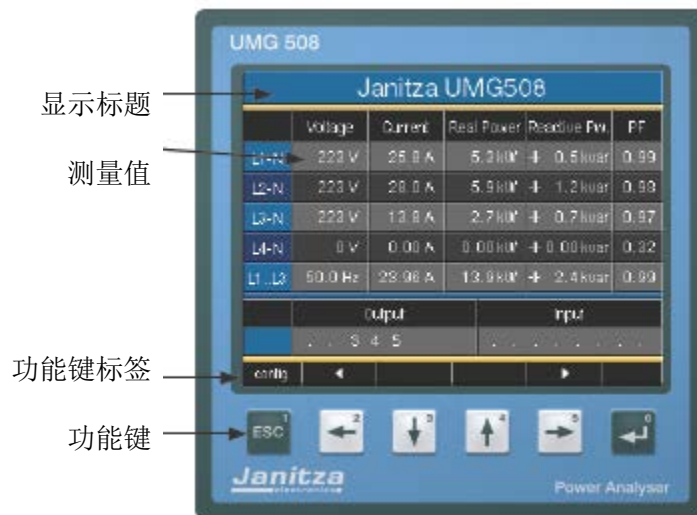 UMG 508
显示标题
Janitza UMG508
Voltage Current Real Power Reactive Pw. PF
测量值
L1-N 223 V 25.8 A 5.3 kW 0.5 kvar 0.99
L2-N 223 V 28.0 A 5.9 kW 1.2 kvar 0.98
L3-N 223 V 13.8 A 2.7 kW 0.7 kvar 0.97
L4-N 0 V 0.00 A 0.00 kW 0.00 kvar 0.32
L1..L3 50.0 Hz 23.96 A 13.9 kW 2.4 kvar 0.99
Output Input
. . 3 4 5 . . . . . . . .
功能键标签
config
功能键
ESC 1 2 3 4 5 6
Janitza
electronics
Power Analyser